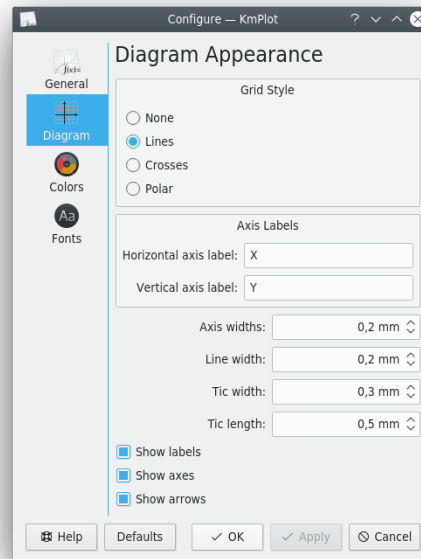 Configure — KmPlot
f(x)=
General
Diagram
Colors
Aa
Fonts
Diagram Appearance
Grid Style
None
Lines
Crosses
Polar
Axis Labels
Horizontal axis label: X
Vertical axis label: Y
Axis widths: 0,2 mm
Line width: 0,2 mm
Tic width: 0,3 mm
Tic length: 0,5 mm
Show labels
Show axes
Show arrows
Help Defaults OK Apply Cancel